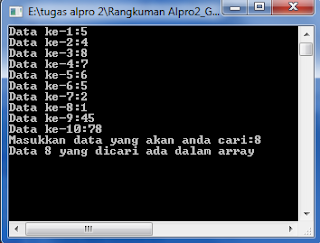 E:\tugas alpro 2\Rangkuman Alpro2_G...
Data ke-1:5
Data ke-2:4
Data ke-3:8
Data ke-4:7
Data ke-5:6
Data ke-6:5
Data ke-7:2
Data ke-8:1
Data ke-9:45
Data ke-10:78
Masukkan data yang akan anda cari:8
Data 8 yang dicari ada dalam array